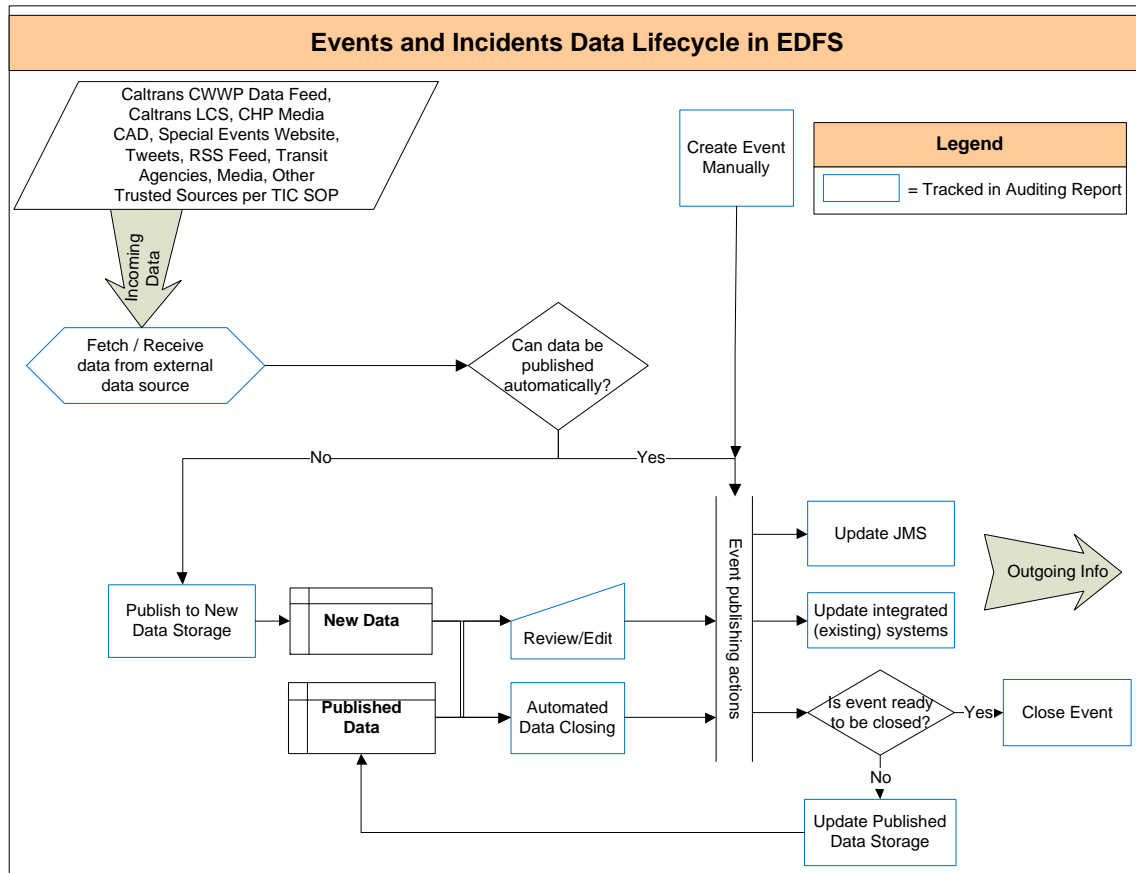 Events and Incidents Data Lifecycle in EDFS
Caltrans CWWP Data Feed,
Caltrans LCS, CHP Media
CAD, Special Events Website,
Tweets, RSS Feed, Transit
Agencies, Media, Other
Trusted Sources per TIC SOP
Create Event
Manually
Legend
= Tracked in Auditing Report
Incoming
Data
Fetch / Receive
data from external
data source
Can data be
published
automatically?
No
Yes
Event publishing actions
Update JMS
Outgoing Info
Publish to New
Data Storage
New Data
Review/Edit
Update integrated
(existing) systems
Published
Data
Automated
Data Closing
Is event ready
to be closed?
Yes
Close Event
No
Update Published
Data Storage